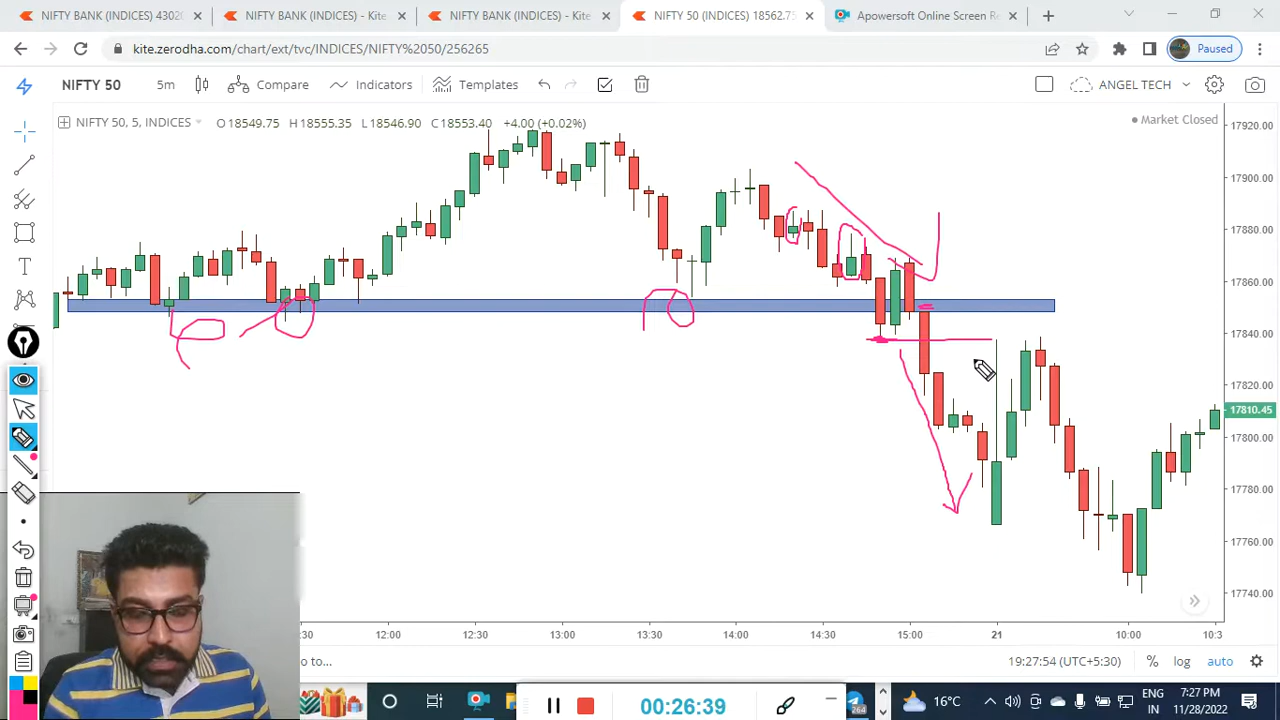 NIFTY BANK (INDICES) 4302
NIFTY BANK (INDICES) - Kite
NIFTY BANK (INDICES) - Kite
NIFTY 50 (INDICES) 18562.75
Apowersoft Online Screen Re
kite.zerodha.com/chart/ext/tvc/INDICES/NIFTY%2050/256265
Paused
NIFTY 50
5m
Compare
Indicators
Templates
ANGEL TECH
NIFTY 50, 5, INDICES
O 18549.75 H 18555.35 L 18546.90 C 18553.40 +4.00 (+0.02%)
Market Closed
17920.00
17900.00
17880.00
17860.00
17840.00
17820.00
17810.45
17800.00
17780.00
17760.00
17740.00
:30 12:00 12:30 13:00 13:30 14:00 14:30 15:00 21 10:00 10:3
o to...
19:27:54 (UTC+5:30)
%
log
auto
00:26:39
264
16°C
ENG
IN
7:27 PM
11/28/2022